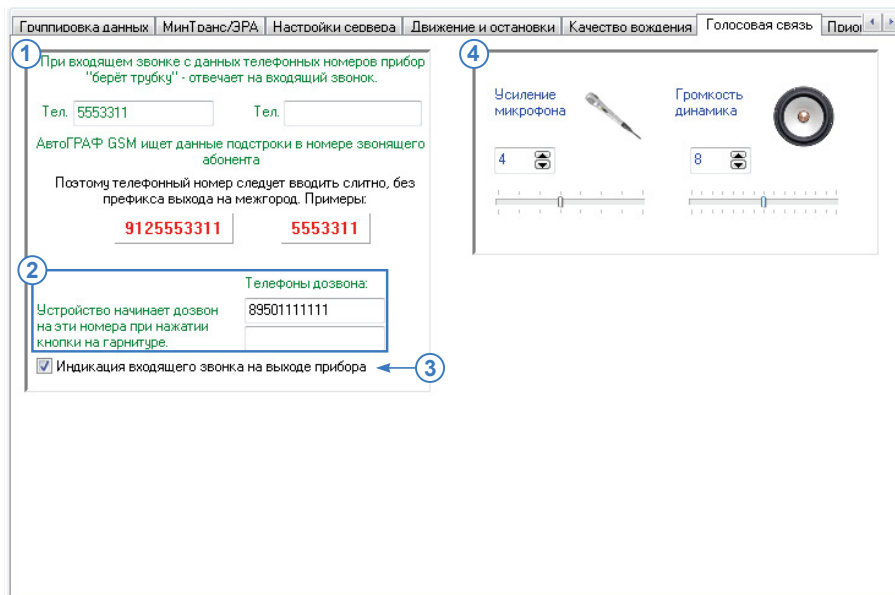 Группировка данных МинТранс/ЭРА Настройки сервера Движение и остановки Качество вождения Голосовая связь
1
При входящем звонке с данных телефонных номеров прибор
"берёт трубку" - отвечает на входящий звонок.
Тел. 5553311 Тел.
АвтоГРАФ GSM ищет данные подстроки в номере звонящего
абонента
Поэтому телефонный номер следует вводить слитно, без
префикса выхода на межгород. Примеры:
9125553311 5553311
2
Телефоны дозвона:
Устройство начинает дозвон
на эти номера при нажатии
кнопки на гарнитуре.
89501111111
Индикация входящего звонка на выходе прибора
3
4
Усиление
микрофона
Громкость
динамика
4
8